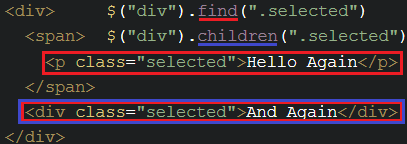 <div>     $("div").find(".selected")
  <span>  $("div").children(".selected")
    <p class="selected">Hello Again</p>
  </span>
  <div class="selected">And Again</div>
</div>